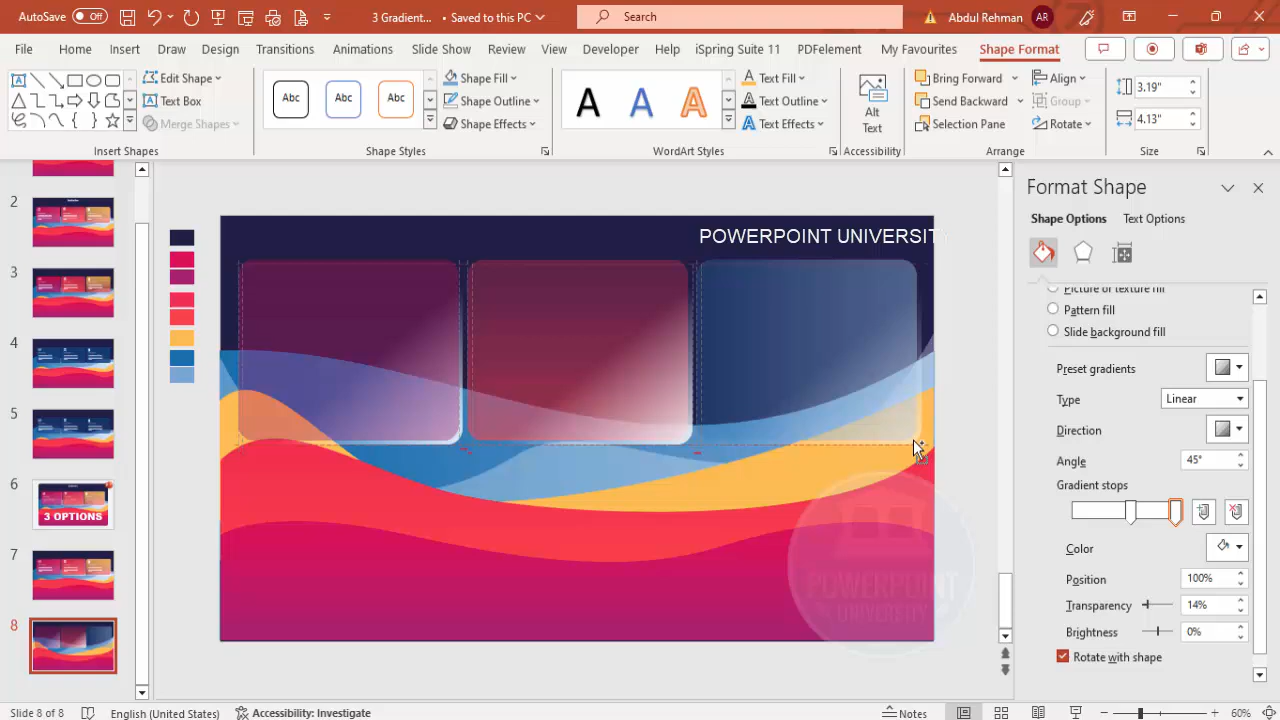 AutoSave Off 3 Gradient... • Saved to this PC Search Abdul Rehman AR
File Home Insert Draw Design Transitions Animations Slide Show Review View Developer Help iSpring Suite 11 PDFelement My Favourites Shape Format
Edit Shape Shape Fill Text Fill Bring Forward Align 3.19"
Text Box Abc Abc Abc Shape Outline A A A Text Outline Alt Text Send Backward Group
Merge Shapes Shape Effects Text Effects Selection Pane Rotate 4.13"
Insert Shapes Shape Styles WordArt Styles Accessibility Arrange Size
Format Shape
Shape Options Text Options
Picture or texture fill
Pattern fill
Slide background fill
Preset gradients
Type Linear
Direction
Angle 45°
Gradient stops
Color
Position 100%
Transparency 14%
Brightness 0%
Rotate with shape
2
3
4
5
6
3 OPTIONS
7
8
POWERPOINT UNIVERSIT
POWERPOINT
UNIVERSITY
Slide 8 of 8 English (United States) Accessibility: Investigate Notes 60%